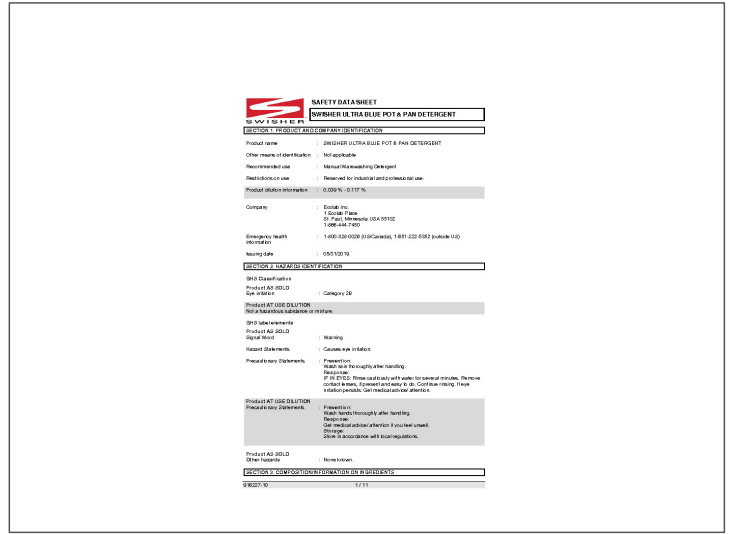 SAFETY DATA SHEET
SWISHER ULTRA BLUE POT & PAN DETERGENT
SWISHER
SECTION 1. PRODUCT AND COMPANY IDENTIFICATION
Product name : SWISHER ULTRA BLUE POT & PAN DETERGENT
Other means of identification : Not applicable
Recommended use : Manual Warewashing Detergent
Restrictions on use : Reserved for industrial and professional use.
Product dilution information : 0.039 % - 0.117 %
Company : Ecolab Inc.
1 Ecolab Place
St. Paul, Minnesota USA 55102
1-866-444-7450
Emergency health : 1-800-328-0026 (US/Canada), 1-651-222-5352 (outside US)
information
Issuing date : 05/31/2019
SECTION 2. HAZARDS IDENTIFICATION
GHS Classification
Product AS SOLD
Eye irritation : Category 2B
Product AT USE DILUTION
Not a hazardous substance or mixture.
GHS label elements
Product AS SOLD
Signal Word : Warning
Hazard Statements : Causes eye irritation.
Precautionary Statements : Prevention:
Wash skin thoroughly after handling.
Response:
IF IN EYES: Rinse cautiously with water for several minutes. Remove
contact lenses, if present and easy to do. Continue rinsing. If eye
irritation persists: Get medical advice/ attention.
Product AT USE DILUTION
Precautionary Statements : Prevention:
Wash hands thoroughly after handling.
Response:
Get medical advice/ attention if you feel unwell.
Storage:
Store in accordance with local regulations.
Product AS SOLD
Other hazards : None known.
SECTION 3. COMPOSITION/INFORMATION ON INGREDIENTS
916227-10 1 / 11